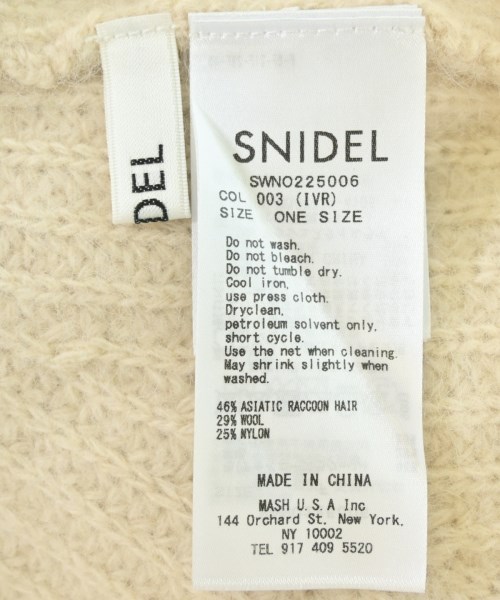 DEL
SNIDEL
SWNO225006
COL 003 (IVR)
SIZE ONE SIZE
Do not wash.
Do not bleach.
Do not tumble dry.
Cool iron.
use press cloth.
Dryclean.
petroleum solvent only.
short cycle.
Use the net when cleaning.
May shrink slightly when
washed.
46% ASIATIC RACCOON HAIR
29% WOOL
25% NYLON
MADE IN CHINA
MASH U.S.A Inc
144 Orchard St. New York.
NY 10002
TEL 917 409 5520